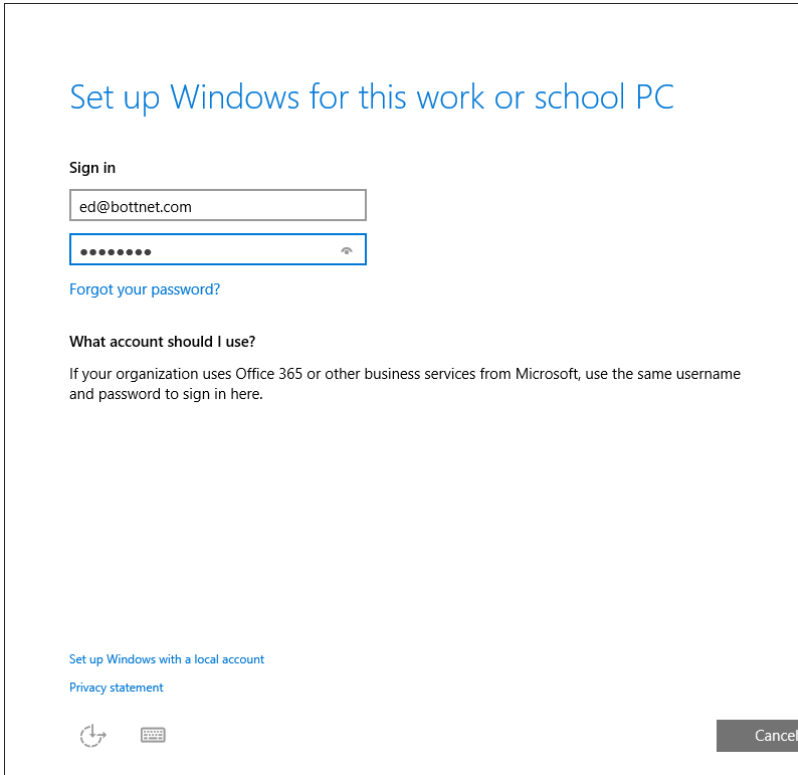 Set up Windows for this work or school PC
Sign in
ed@bottnet.com
••••••••
Forgot your password?
What account should I use?
If your organization uses Office 365 or other business services from Microsoft, use the same username
and password to sign in here.
Set up Windows with a local account
Privacy statement
Cancel